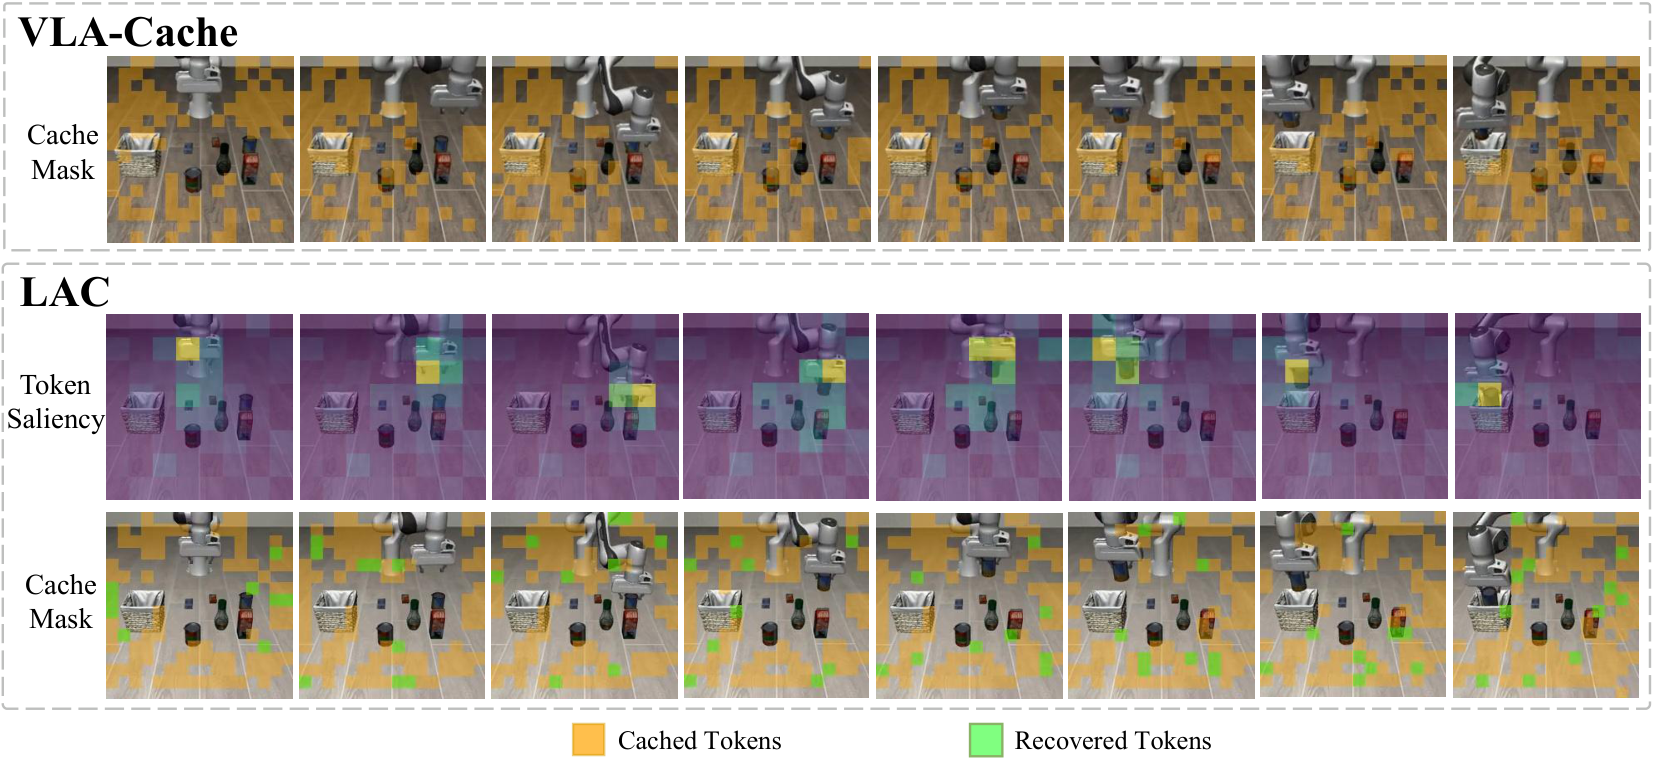 VLA-Cache
Cache
Mask
LAC
Token
Saliency
Cache
Mask
Cached Tokens
Recovered Tokens